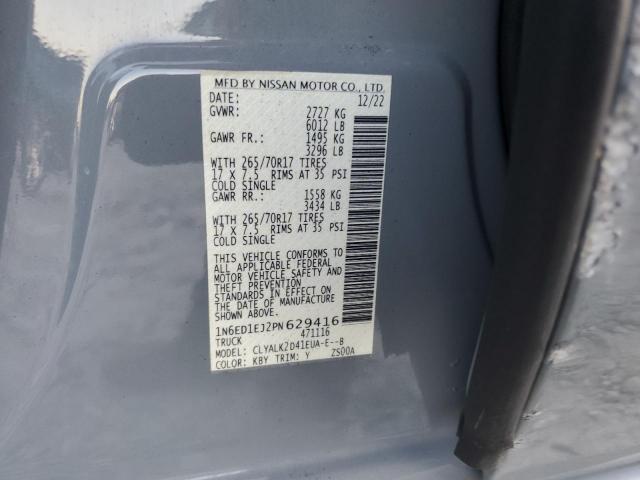 MFD BY NISSAN MOTOR CO., LTD.
DATE: 12/22
GVWR: 2727 KG
6012 LB
GAWR FR.: 1495 KG
3296 LB
WITH 265/70R17 TIRES
17 X 7.5 RIMS AT 35 PSI
COLD SINGLE
GAWR RR.: 1558 KG
3434 LB
WITH 265/70R17 TIRES
17 X 7.5 RIMS AT 35 PSI
COLD SINGLE
THIS VEHICLE CONFORMS TO
ALL APPLICABLE FEDERAL
MOTOR VEHICLE SAFETY AND
THEFT PREVENTION
STANDARDS IN EFFECT ON
THE DATE OF MANUFACTURE
SHOWN ABOVE.
1N6ED1EJ2PN629416
TRUCK 471116
MODEL: CLYALK2D41EUA-E--B
COLOR: KBY TRIM: Y ZS00A